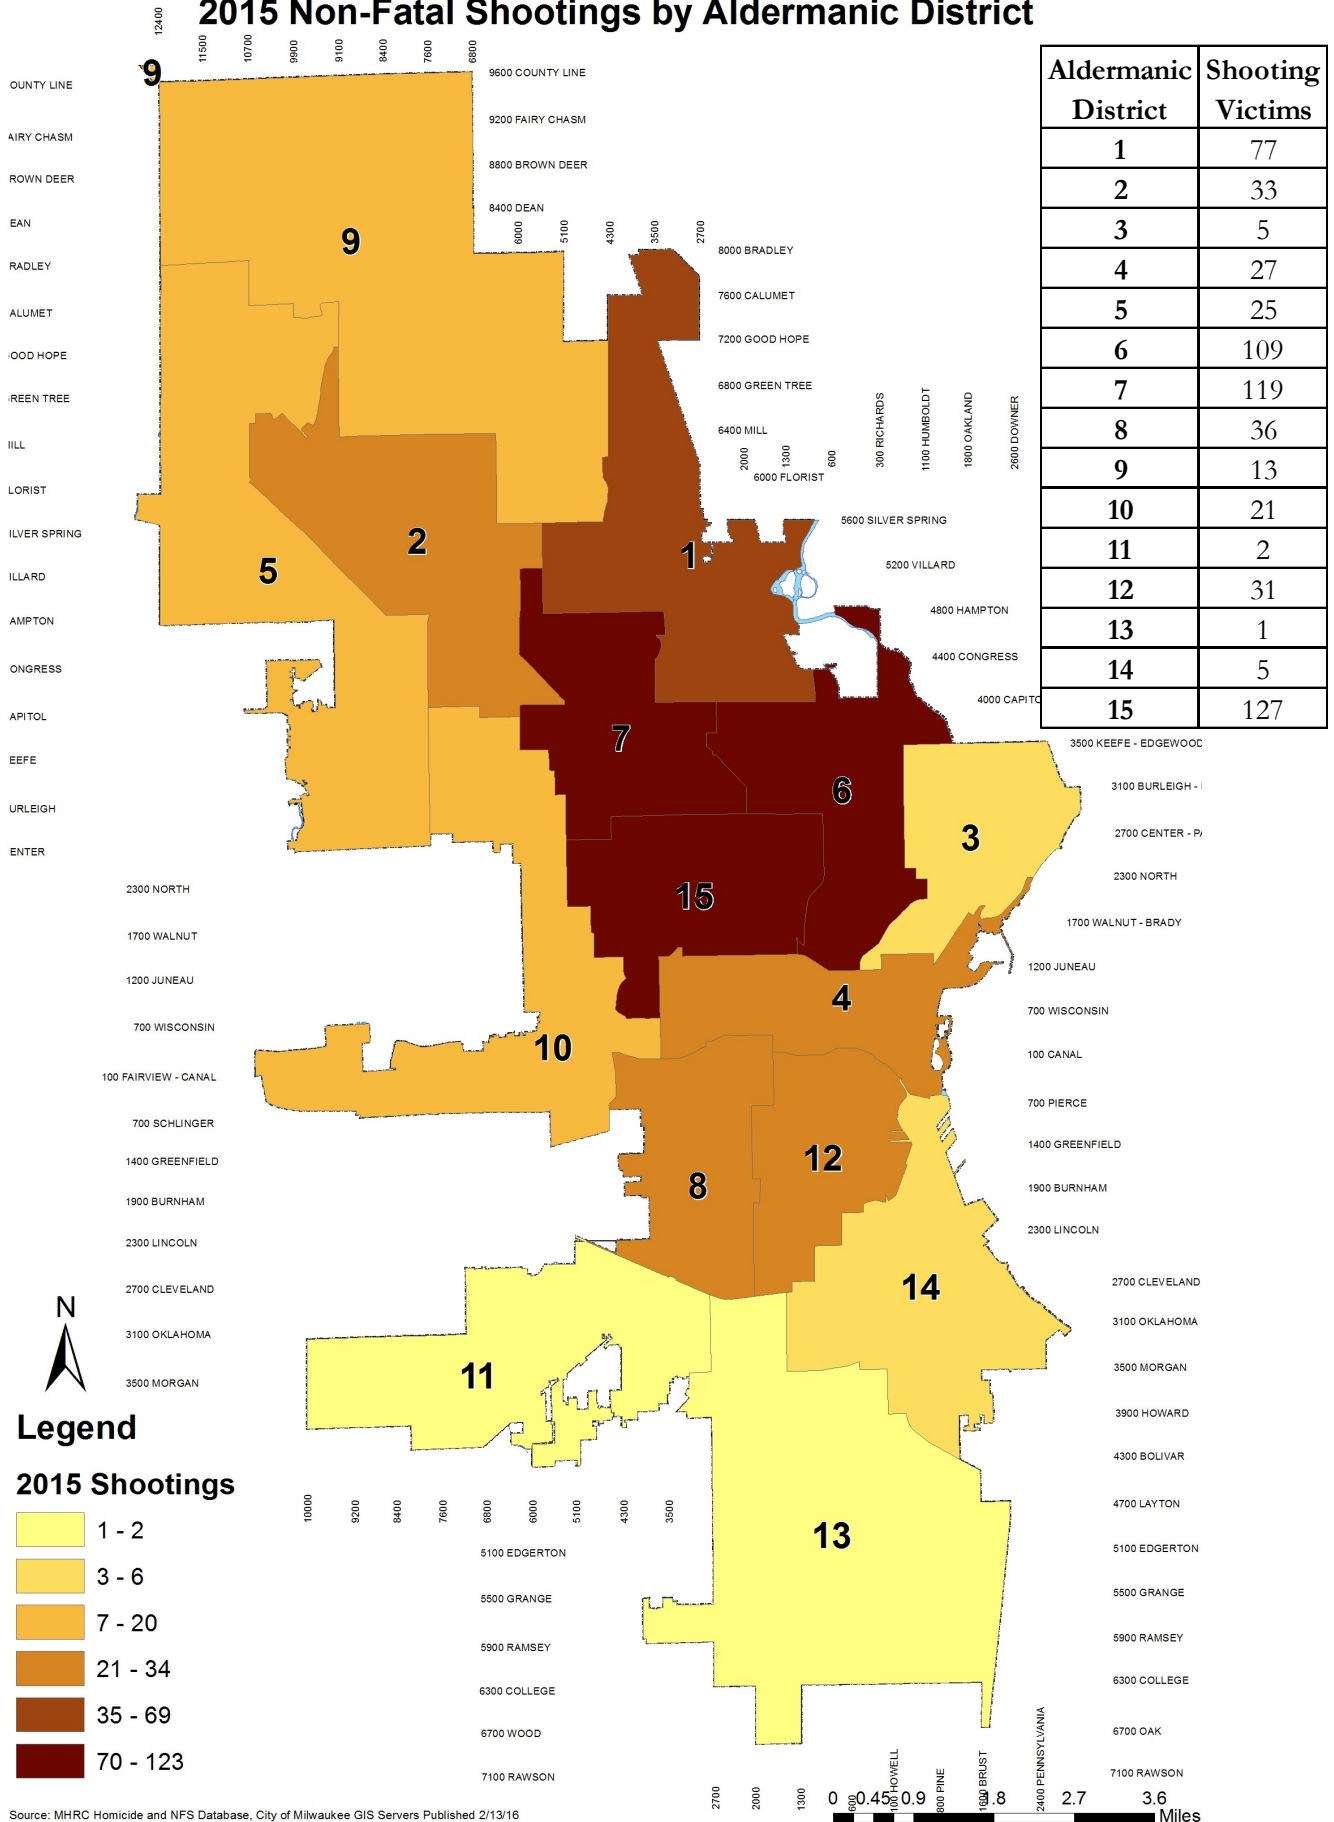 2015 Non-Fatal Shootings by Aldermanic District
12400
11500
10700
9900
9100
8400
7600
6800
9
OUNTY LINE
AIRY CHASM
ROWN DEER
EAN
RADLEY
ALUMET
OOD HOPE
REEN TREE
ILL
LORIST
ILVER SPRING
ILLARD
AMPTON
ONGRESS
APITOL
EEFE
URLEIGH
ENTER
9600 COUNTY LINE
9200 FAIRY CHASM
8800 BROWN DEER
8400 DEAN
6000
5100
4300
3500
2700
8000 BRADLEY
7600 CALUMET
7200 GOOD HOPE
6800 GREEN TREE
6400 MILL
2000
1300
600
300 RICHARDS
1100 HUMBOLDT
1800 OAKLAND
2600 DOWNER
6000 FLORIST
5600 SILVER SPRING
5200 VILLARD
4800 HAMPTON
4400 CONGRESS
4000 CAPITO
3500 KEEFE - EDGEWOOD
3100 BURLEIGH -
2700 CENTER -
2300 NORTH
1700 WALNUT - BRADY
1200 JUNEAU
700 WISCONSIN
100 CANAL
700 PIERCE
1400 GREENFIELD
1900 BURNHAM
2300 LINCOLN
2700 CLEVELAND
3100 OKLAHOMA
3500 MORGAN
3900 HOWARD
4300 BOLIVAR
4700 LAYTON
5100 EDGERTON
5500 GRANGE
5900 RAMSEY
6300 COLLEGE
6700 OAK
7100 RAWSON
Aldermanic District Shooting Victims
1 77
2 33
3 5
4 27
5 25
6 109
7 119
8 36
9 13
10 21
11 2
12 31
13 1
14 5
15 127
9
2
1
5
7
6
3
15
4
10
12
8
14
11
13
2300 NORTH
1700 WALNUT
1200 JUNEAU
700 WISCONSIN
100 FAIRVIEW - CANAL
700 SCHLINGER
1400 GREENFIELD
1900 BURNHAM
2300 LINCOLN
2700 CLEVELAND
3100 OKLAHOMA
3500 MORGAN
N
Legend
2015 Shootings
1 - 2
3 - 6
7 - 20
21 - 34
35 - 69
70 - 123
10000
9200
8400
7600
6800
6000
5100
4300
3500
5100 EDGERTON
5500 GRANGE
5900 RAMSEY
6300 COLLEGE
6700 WOOD
7100 RAWSON
2700
2000
1300
600
100 HOWELL
800 PINE
1600 BRUST
2400 PENNSYLVANIA
0 0.45 0.9 1.8 2.7 3.6
Miles
Source: MHRC Homicide and NFS Database, City of Milwaukee GIS Servers Published 2/13/16